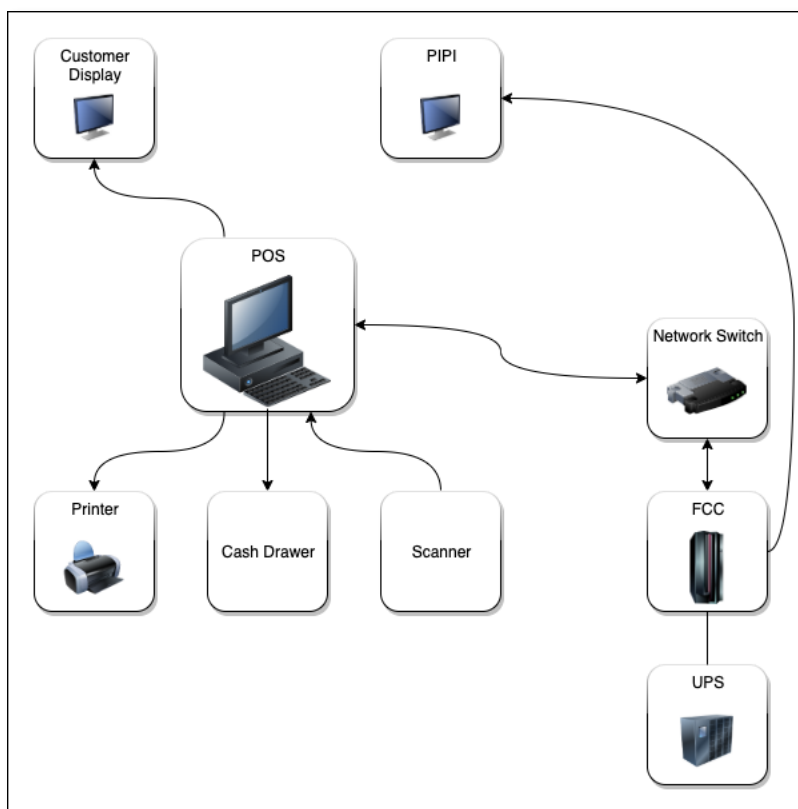 Customer
Display
PIPI
POS
Network Switch
Printer
Cash Drawer
Scanner
FCC
UPS